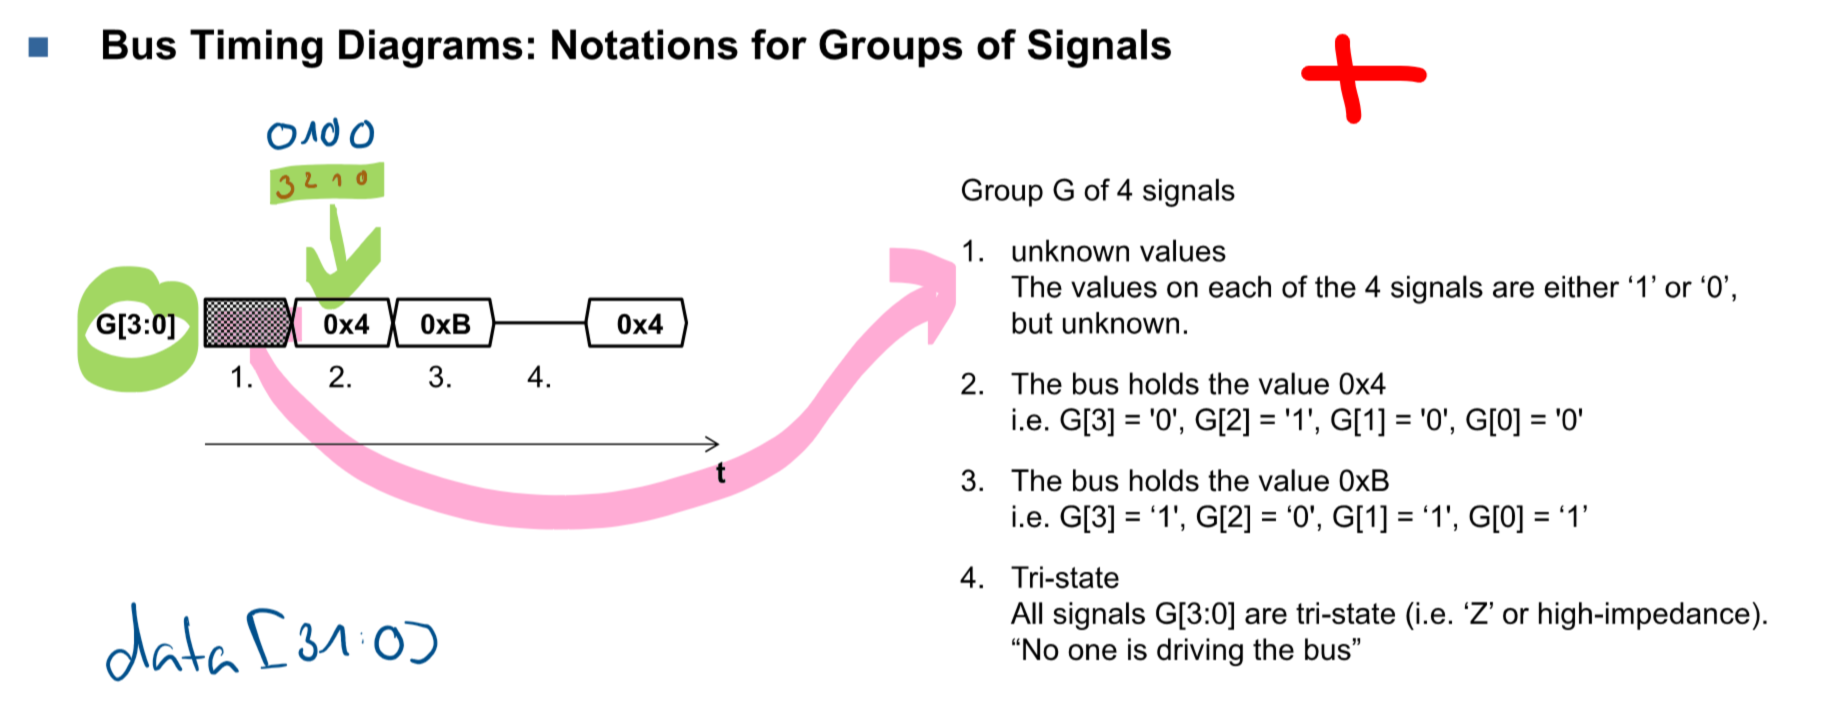 Bus Timing Diagrams: Notations for Groups of Signals
0100
3 2 1 0
G[3:0]
0x4
0xB
0x4
1.
2.
3.
4.
t
data [31:0]
Group G of 4 signals
1. unknown values
The values on each of the 4 signals are either ‘1’ or ‘0’,
but unknown.
2. The bus holds the value 0x4
i.e. G[3] = '0', G[2] = '1', G[1] = '0', G[0] = '0'
3. The bus holds the value 0xB
i.e. G[3] = ‘1', G[2] = ‘0', G[1] = ‘1', G[0] = ‘1’
4. Tri-state
All signals G[3:0] are tri-state (i.e. ‘Z’ or high-impedance).
“No one is driving the bus”